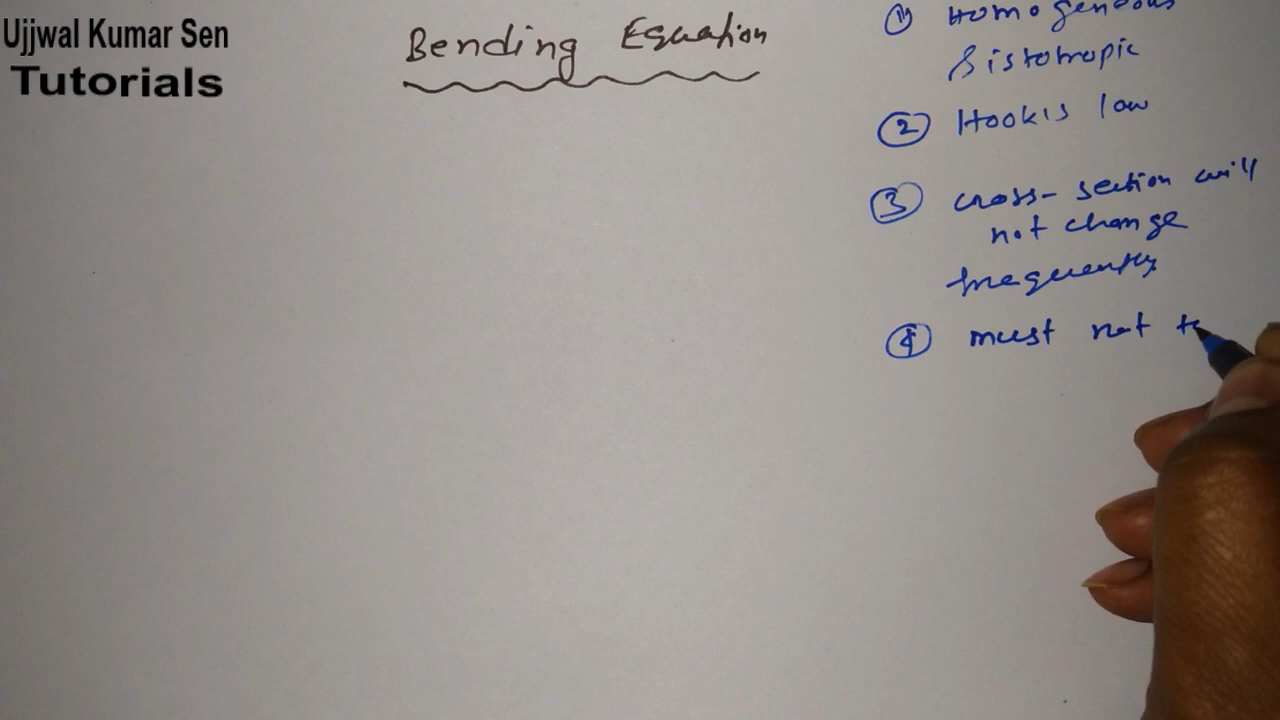 Ujjwal Kumar Sen
Tutorials
Bending Equation
① Homogeneous
& isotropic
② Hook's law
③ cross-section will
not change
frequently
④ must not